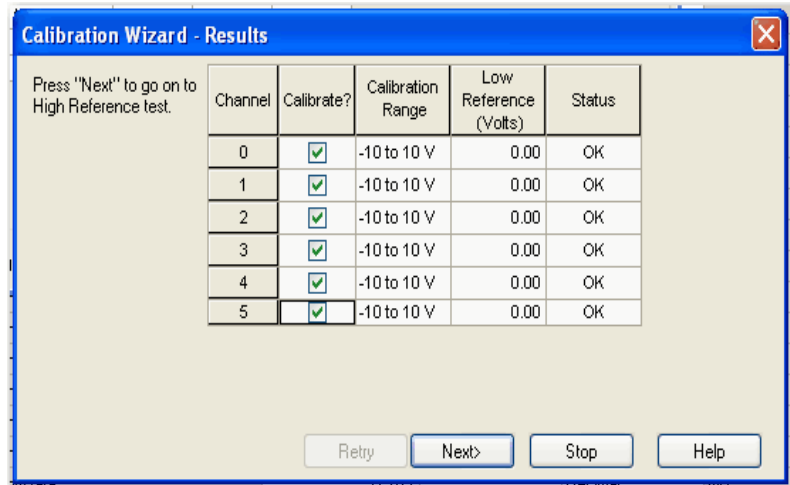 Calibration Wizard - Results
Press "Next" to go on to
High Reference test.
Channel Calibrate? Calibration Range Low Reference (Volts) Status
0 -10 to 10 V 0.00 OK
1 -10 to 10 V 0.00 OK
2 -10 to 10 V 0.00 OK
3 -10 to 10 V 0.00 OK
4 -10 to 10 V 0.00 OK
5 -10 to 10 V 0.00 OK
Retry Next> Stop Help